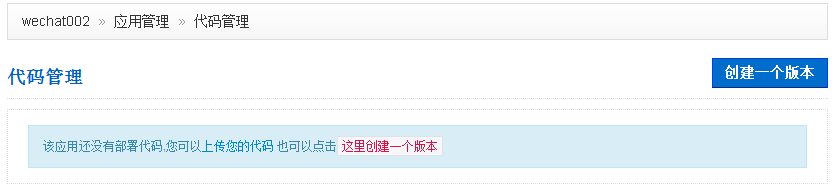 wechat002 » 应用管理 » 代码管理
代码管理
创建一个版本
该应用还没有部署代码,您可以上传您的代码 也可以点击 这里创建一个版本